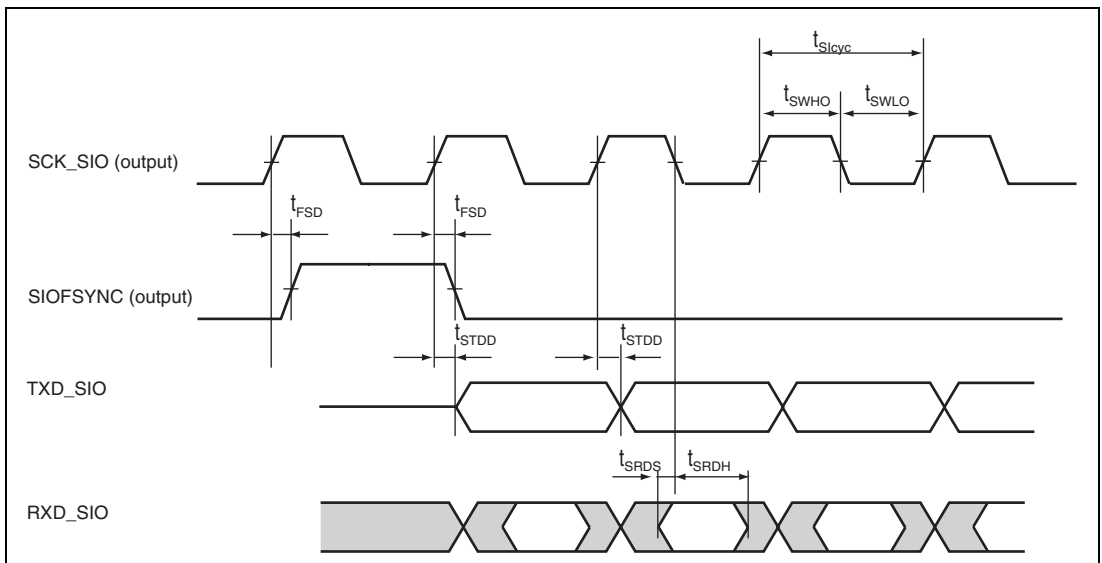 tSIcyc
tSWHO tSWLO
SCK_SIO (output)
tFSD tFSD
SIOFSYNC (output)
tSTDD tSTDD
TXD_SIO
tSRDS tSRDH
RXD_SIO